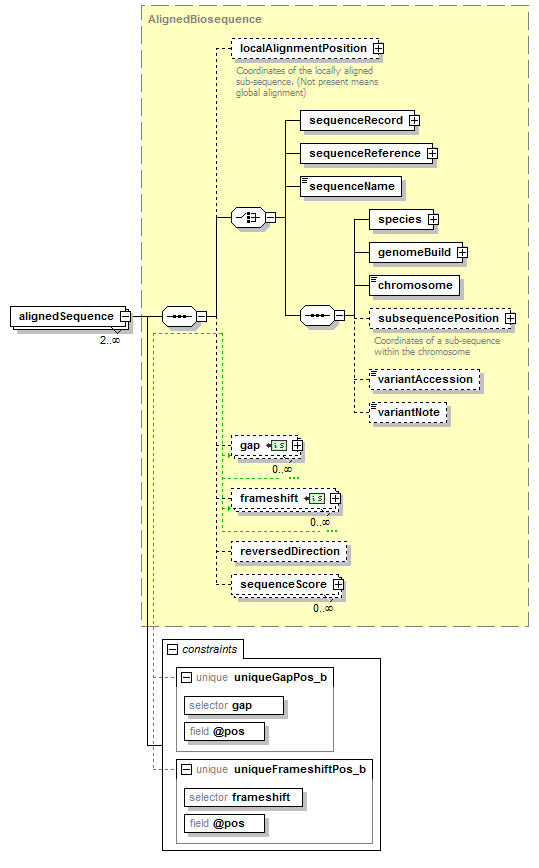 AlignedBiosequence
localAlignmentPosition
Coordinates of the locally aligned
sub-sequence. (Not present means
global alignment)
sequenceRecord
sequenceReference
sequenceName
species
genomeBuild
chromosome
alignedSequence
2..∞
subsequencePosition
Coordinates of a sub-sequence
within the chromosome
variantAccession
variantNote
gap
0..∞
frameshift
0..∞
reversedDirection
sequenceScore
0..∞
constraints
unique uniqueGapPos_b
selector gap
field @pos
unique uniqueFrameshiftPos_b
selector frameshift
field @pos